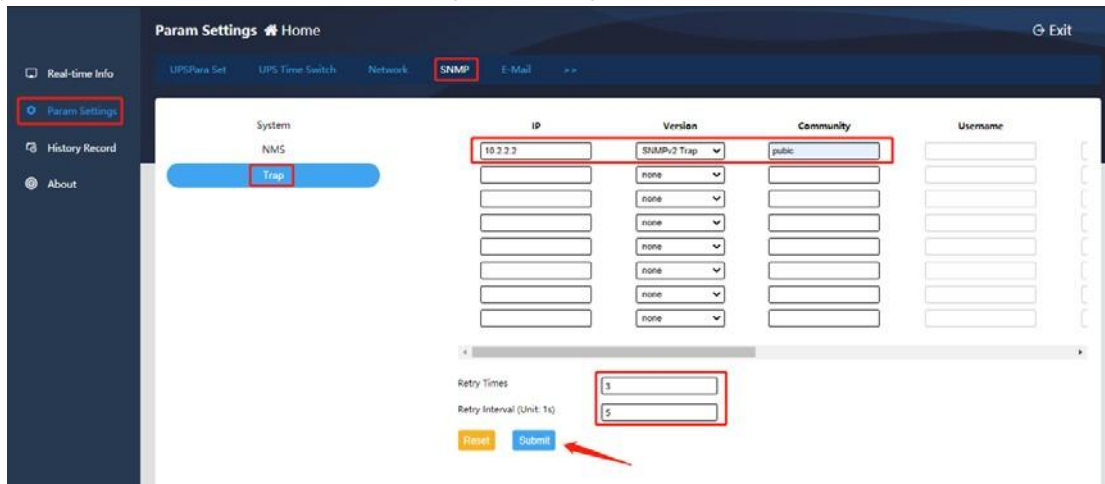 Param Settings Home
Exit
Real-time Info
Param Settings
History Record
About
UPSPara Set UPS Time Switch Network SNMP E-Mail >>
System
NMS
Trap
IP Version Community Username
10.2.2.2 SNMPv2 Trap pubic
none
none
none
none
none
none
none
Retry Times 3
Retry Interval (Unit: 1s) 5
Reset Submit